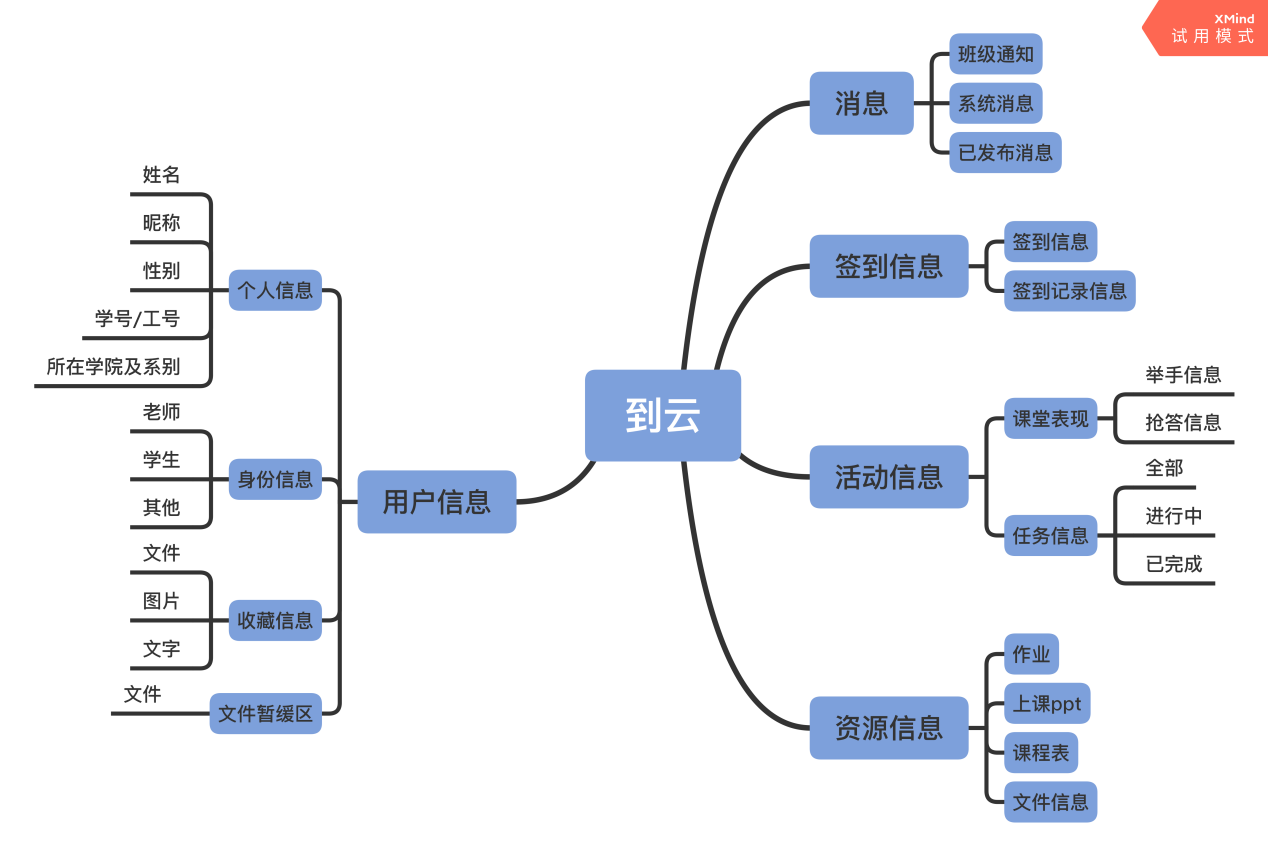 XMind
试用模式
到云
消息
班级通知
系统消息
已发布消息
签到信息
签到信息
签到记录信息
活动信息
课堂表现
举手信息
抢答信息
任务信息
全部
进行中
已完成
资源信息
作业
上课ppt
课程表
文件信息
用户信息
个人信息
姓名
昵称
性别
学号/工号
所在学院及系别
身份信息
老师
学生
其他
收藏信息
文件
图片
文字
文件暂缓区
文件